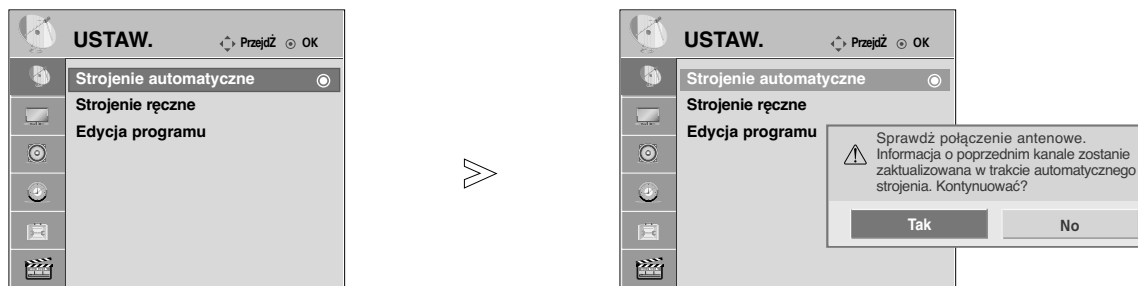 USTAW. PrzejdŹ OK
Strojenie automatyczne
Strojenie ręczne
Edycja programu
USTAW. PrzejdŹ OK
Strojenie automatyczne
Strojenie ręczne
Edycja programu
Sprawdź połączenie antenowe.
Informacja o poprzednim kanale zostanie
zaktualizowana w trakcie automatycznego
strojenia. Kontynuować?
Tak No